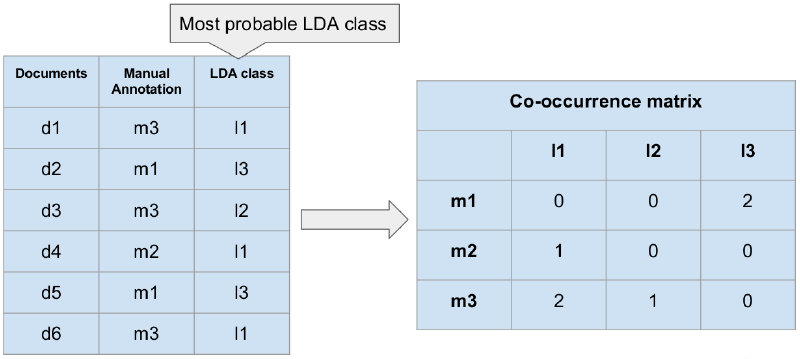 Most probable LDA class
Documents Manual Annotation LDA class
d1 m3 l1
d2 m1 l3
d3 m3 l2
d4 m2 l1
d5 m1 l3
d6 m3 l1
Co-occurrence matrix
l1 l2 l3
m1 0 0 2
m2 1 0 0
m3 2 1 0